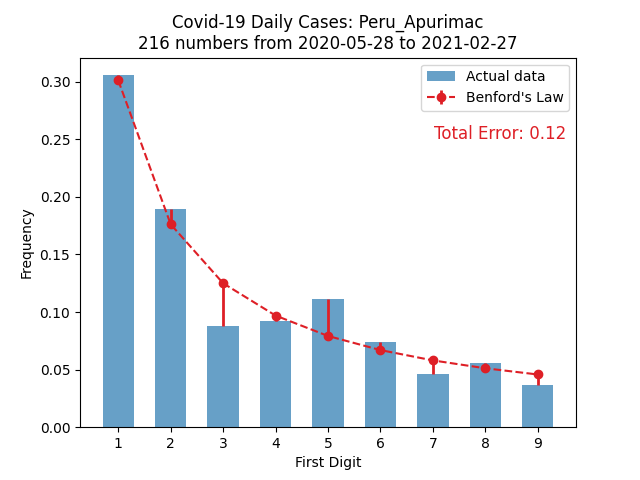 Covid-19 Daily Cases: Peru_Apurimac
216 numbers from 2020-05-28 to 2021-02-27
Actual data
Benford's Law
Total Error: 0.12
Frequency
0.30
0.25
0.20
0.15
0.10
0.05
0.00
1 2 3 4 5 6 7 8 9
First Digit